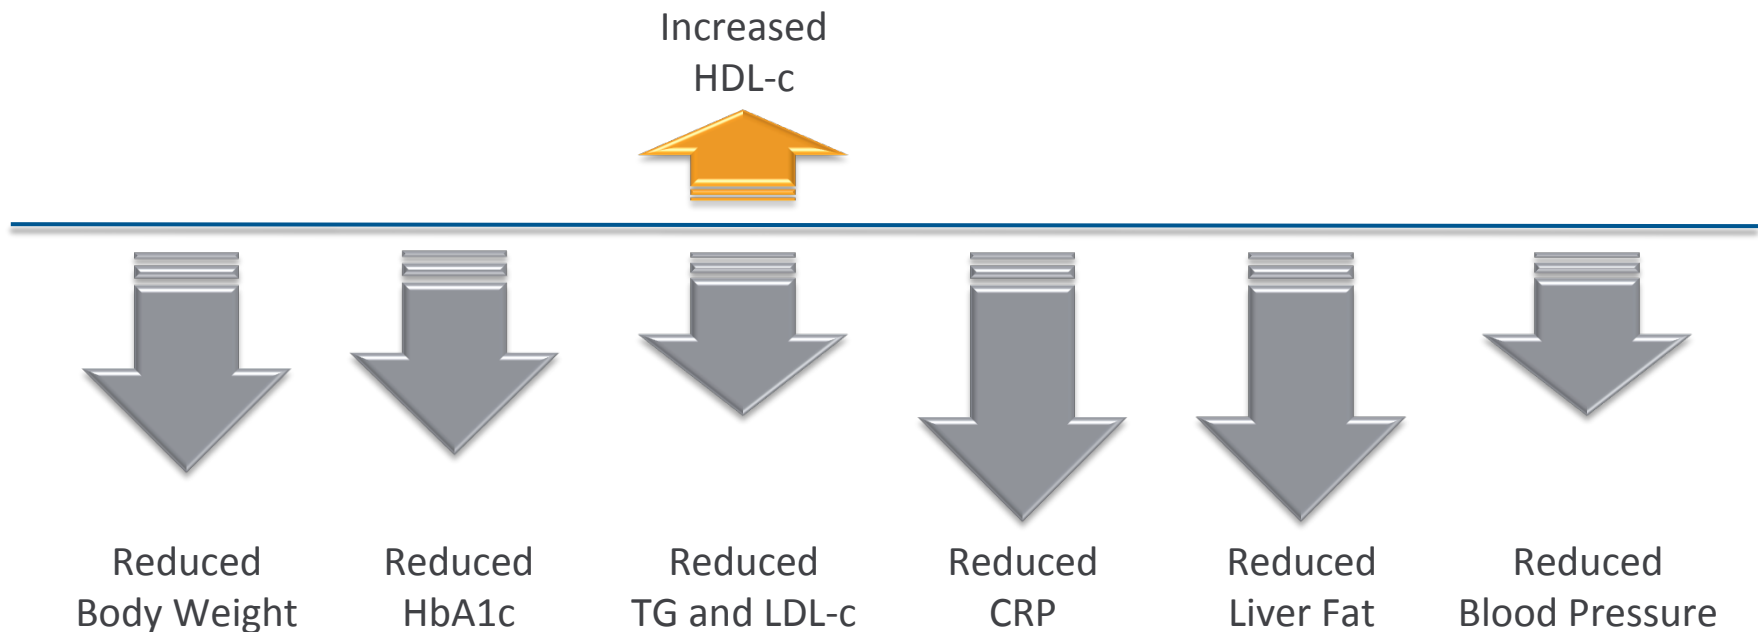 Increased
HDL-c
Reduced
Body Weight
Reduced
HbA1c
Reduced
TG and LDL-c
Reduced
CRP
Reduced
Liver Fat
Reduced
Blood Pressure